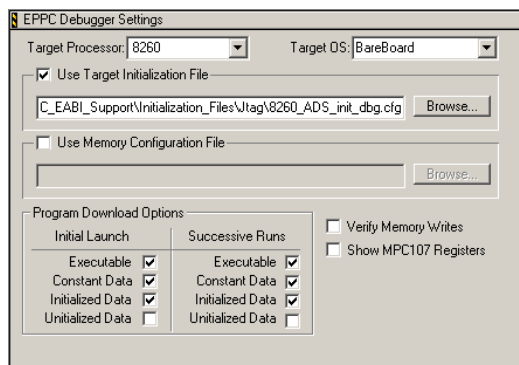 EPPC Debugger Settings
Target Processor: 8260 Target OS: BareBoard
Use Target Initialization File
C_EABI_Support\Initialization_Files\Jtag\8260_ADS_init_dbg.cfg Browse...
Use Memory Configuration File
Browse...
Program Download Options
Initial Launch Successive Runs
Executable Executable
Constant Data Constant Data
Initialized Data Initialized Data
Unitialized Data Unitialized Data
Verify Memory Writes
Show MPC107 Registers